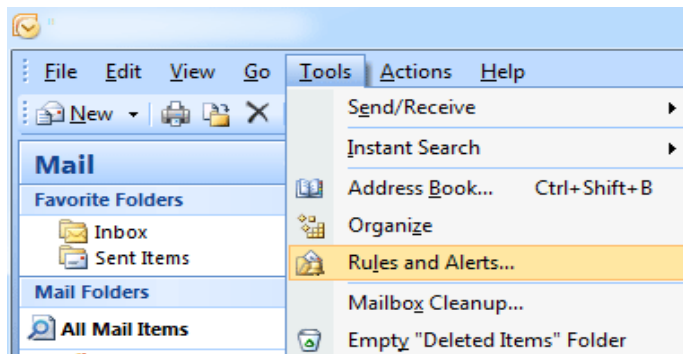 File Edit View Go Tools Actions Help
New
Send/Receive
Instant Search
Mail
Address Book... Ctrl+Shift+B
Favorite Folders
Organize
Inbox
Sent Items
Rules and Alerts...
Mail Folders
Mailbox Cleanup...
All Mail Items
Empty "Deleted Items" Folder